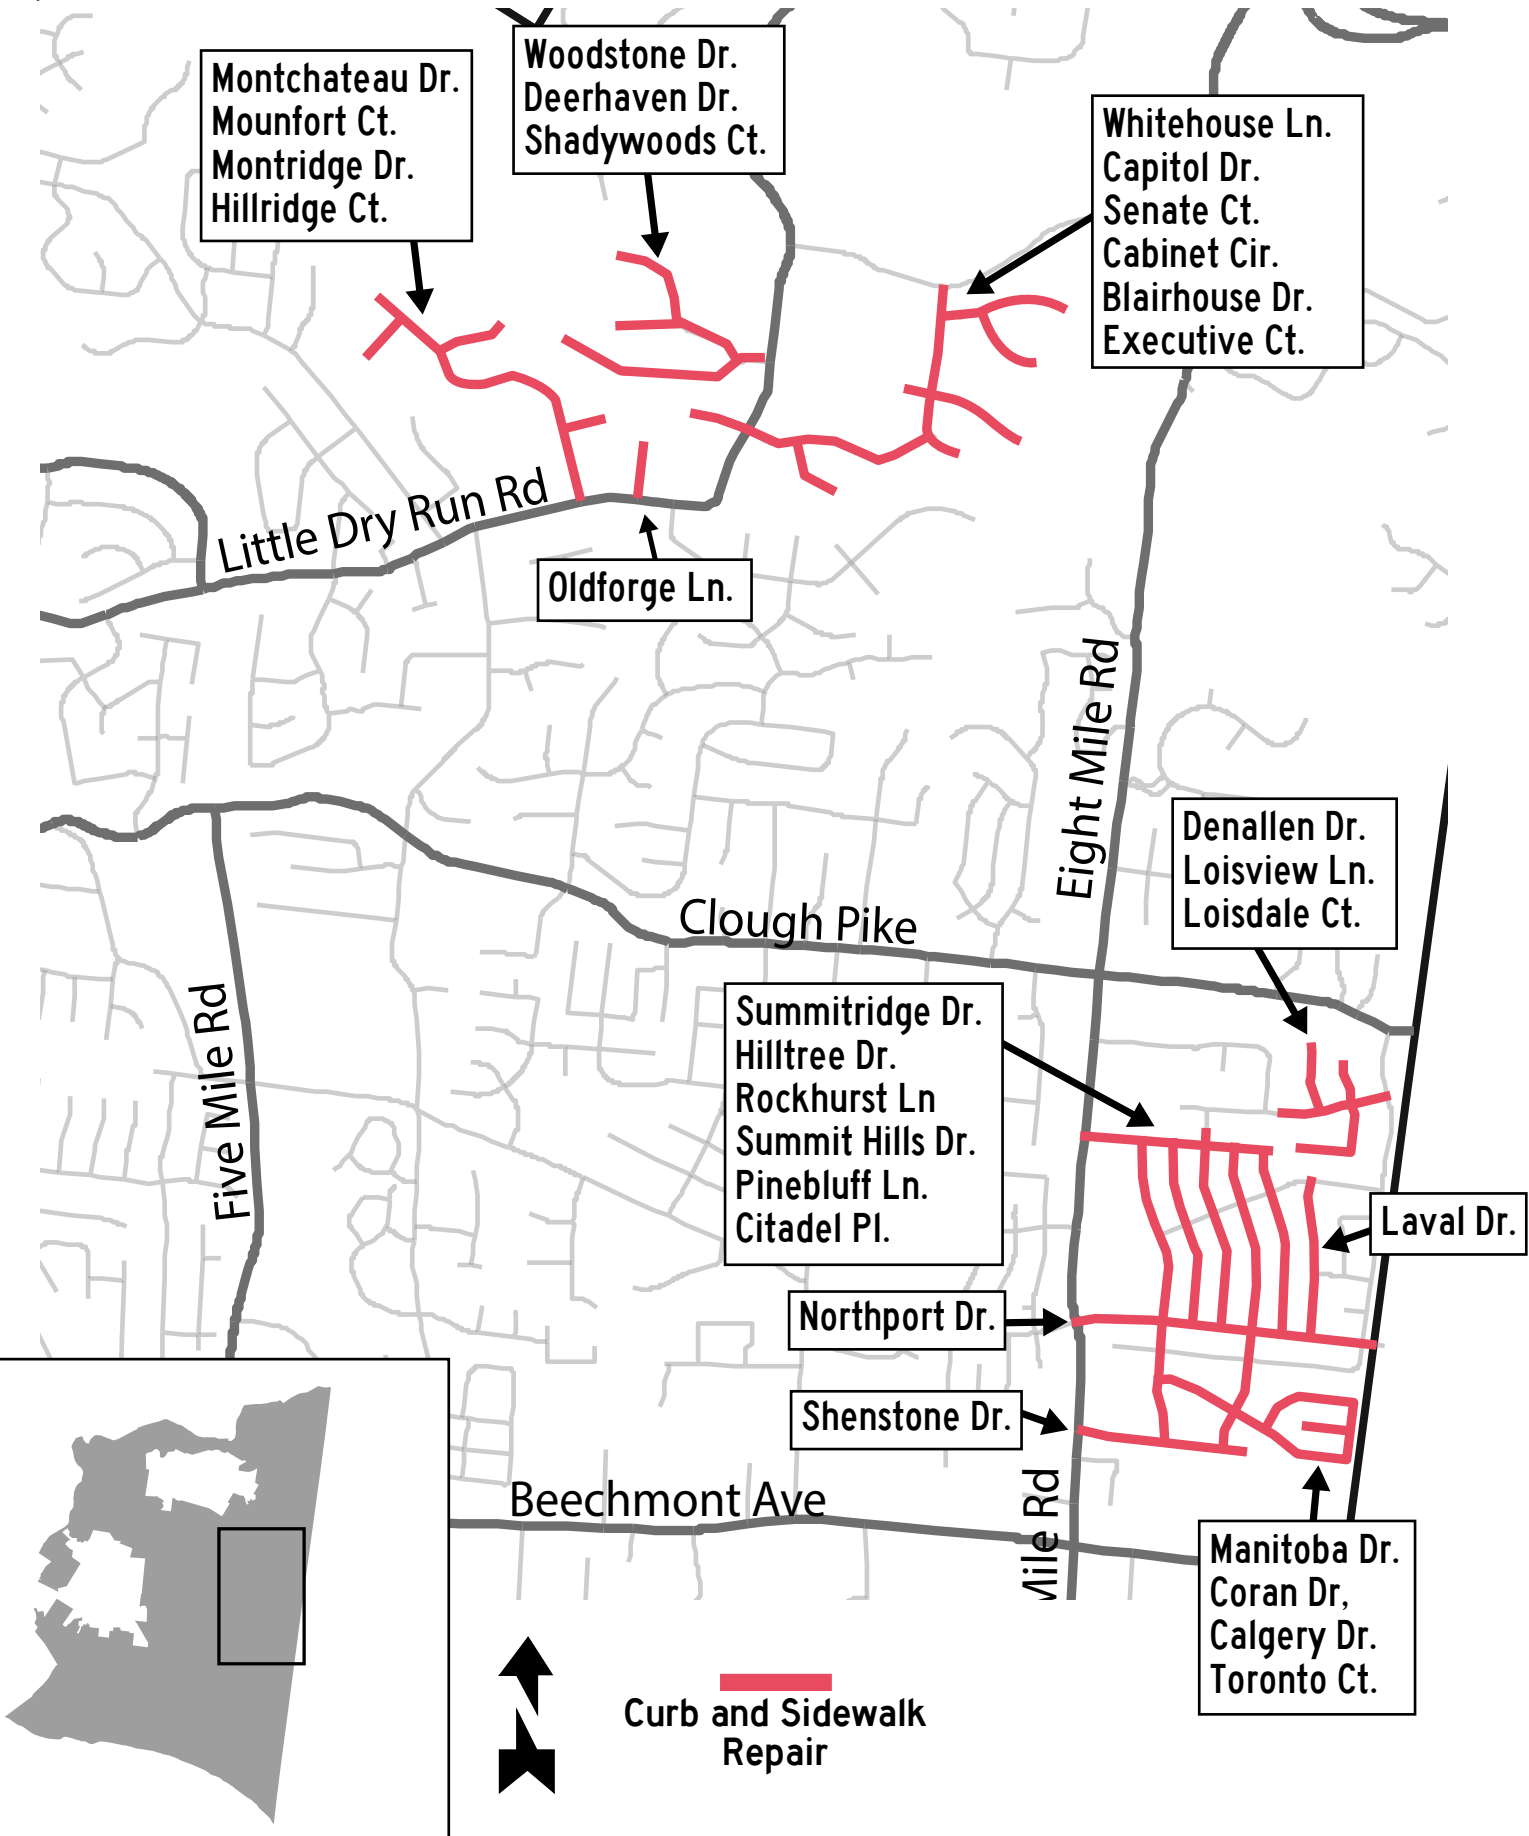 Woodstone Dr.
Deerhaven Dr.
Shadywoods Ct.
Montchateau Dr.
Mounfort Ct.
Montridge Dr.
Hillridge Ct.
Whitehouse Ln.
Capitol Dr.
Senate Ct.
Cabinet Cir.
Blairhouse Dr.
Executive Ct.
Little Dry Run Rd
Oldforge Ln.
Eight Mile Rd
Denallen Dr.
Loisview Ln.
Loisdale Ct.
Clough Pike
Five Mile Rd
Summitridge Dr.
Hilltree Dr.
Rockhurst Ln
Summit Hills Dr.
Pinebluff Ln.
Citadel Pl.
Laval Dr.
Northport Dr.
Shenstone Dr.
Beechmont Ave
Mile Rd
Manitoba Dr.
Coran Dr,
Calgery Dr.
Toronto Ct.
Curb and Sidewalk
Repair